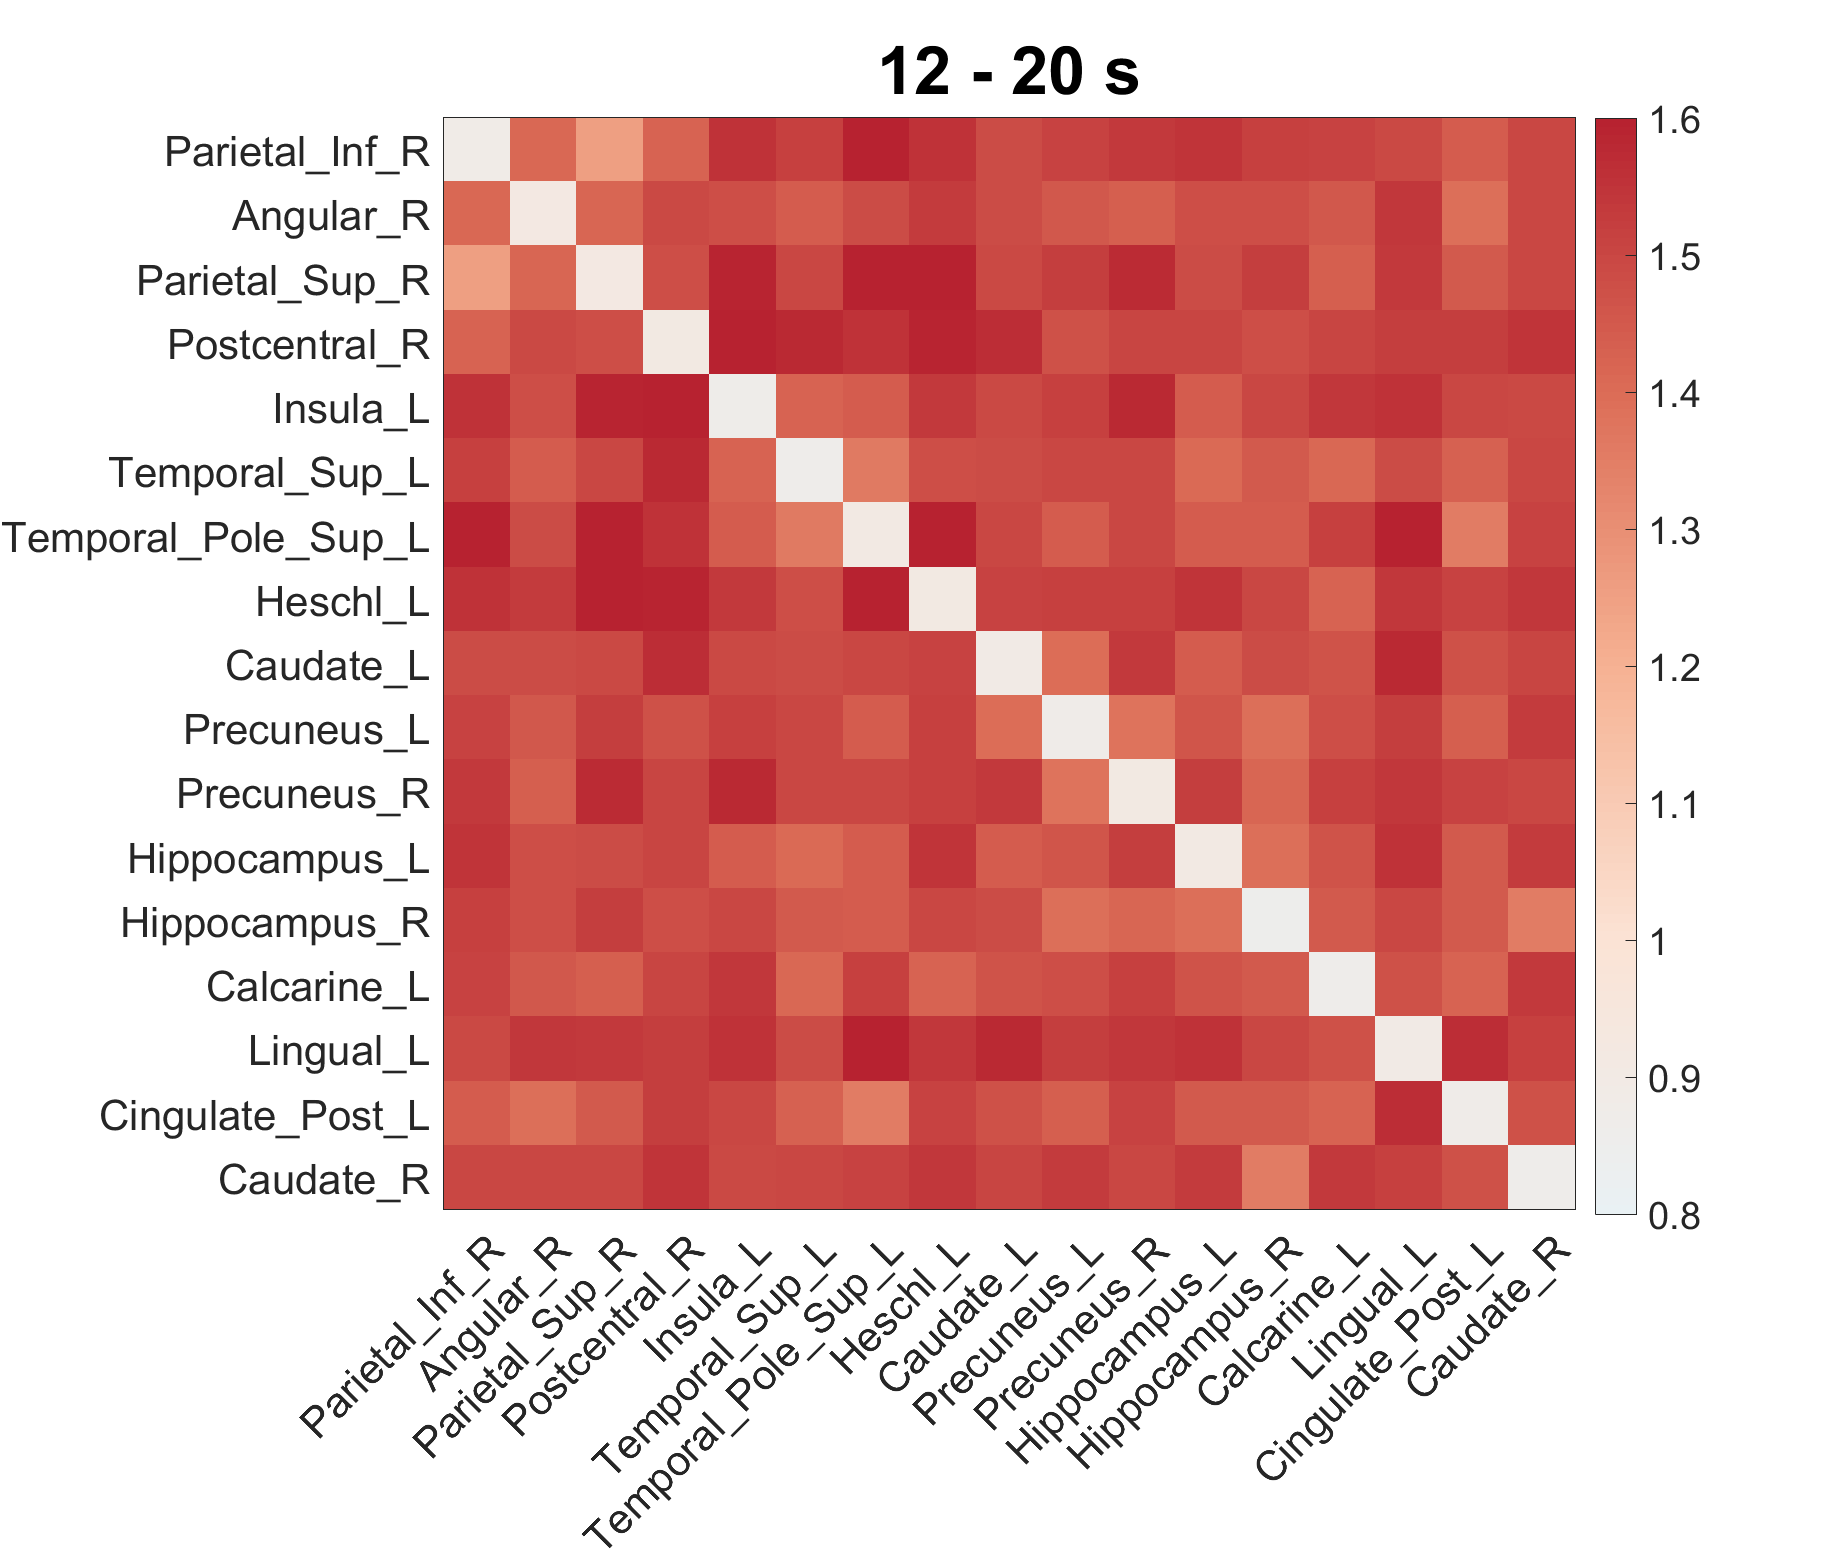 12 - 20 s
Parietal_Inf_R
Angular_R
Parietal_Sup_R
Postcentral_R
Insula_L
Temporal_Sup_L
Temporal_Pole_Sup_L
Heschl_L
Caudate_L
Precuneus_L
Precuneus_R
Hippocampus_L
Hippocampus_R
Calcarine_L
Lingual_L
Cingulate_Post_L
Caudate_R
1.6
1.5
1.4
1.3
1.2
1.1
1
0.9
0.8
Parietal_Inf_R
Angular_R
Parietal_Sup_R
Postcentral_R
Insula_L
Temporal_Sup_L
Temporal_Pole_Sup_L
Heschl_L
Caudate_L
Precuneus_L
Precuneus_R
Hippocampus_L
Hippocampus_R
Calcarine_L
Lingual_L
Cingulate_Post_L
Caudate_R